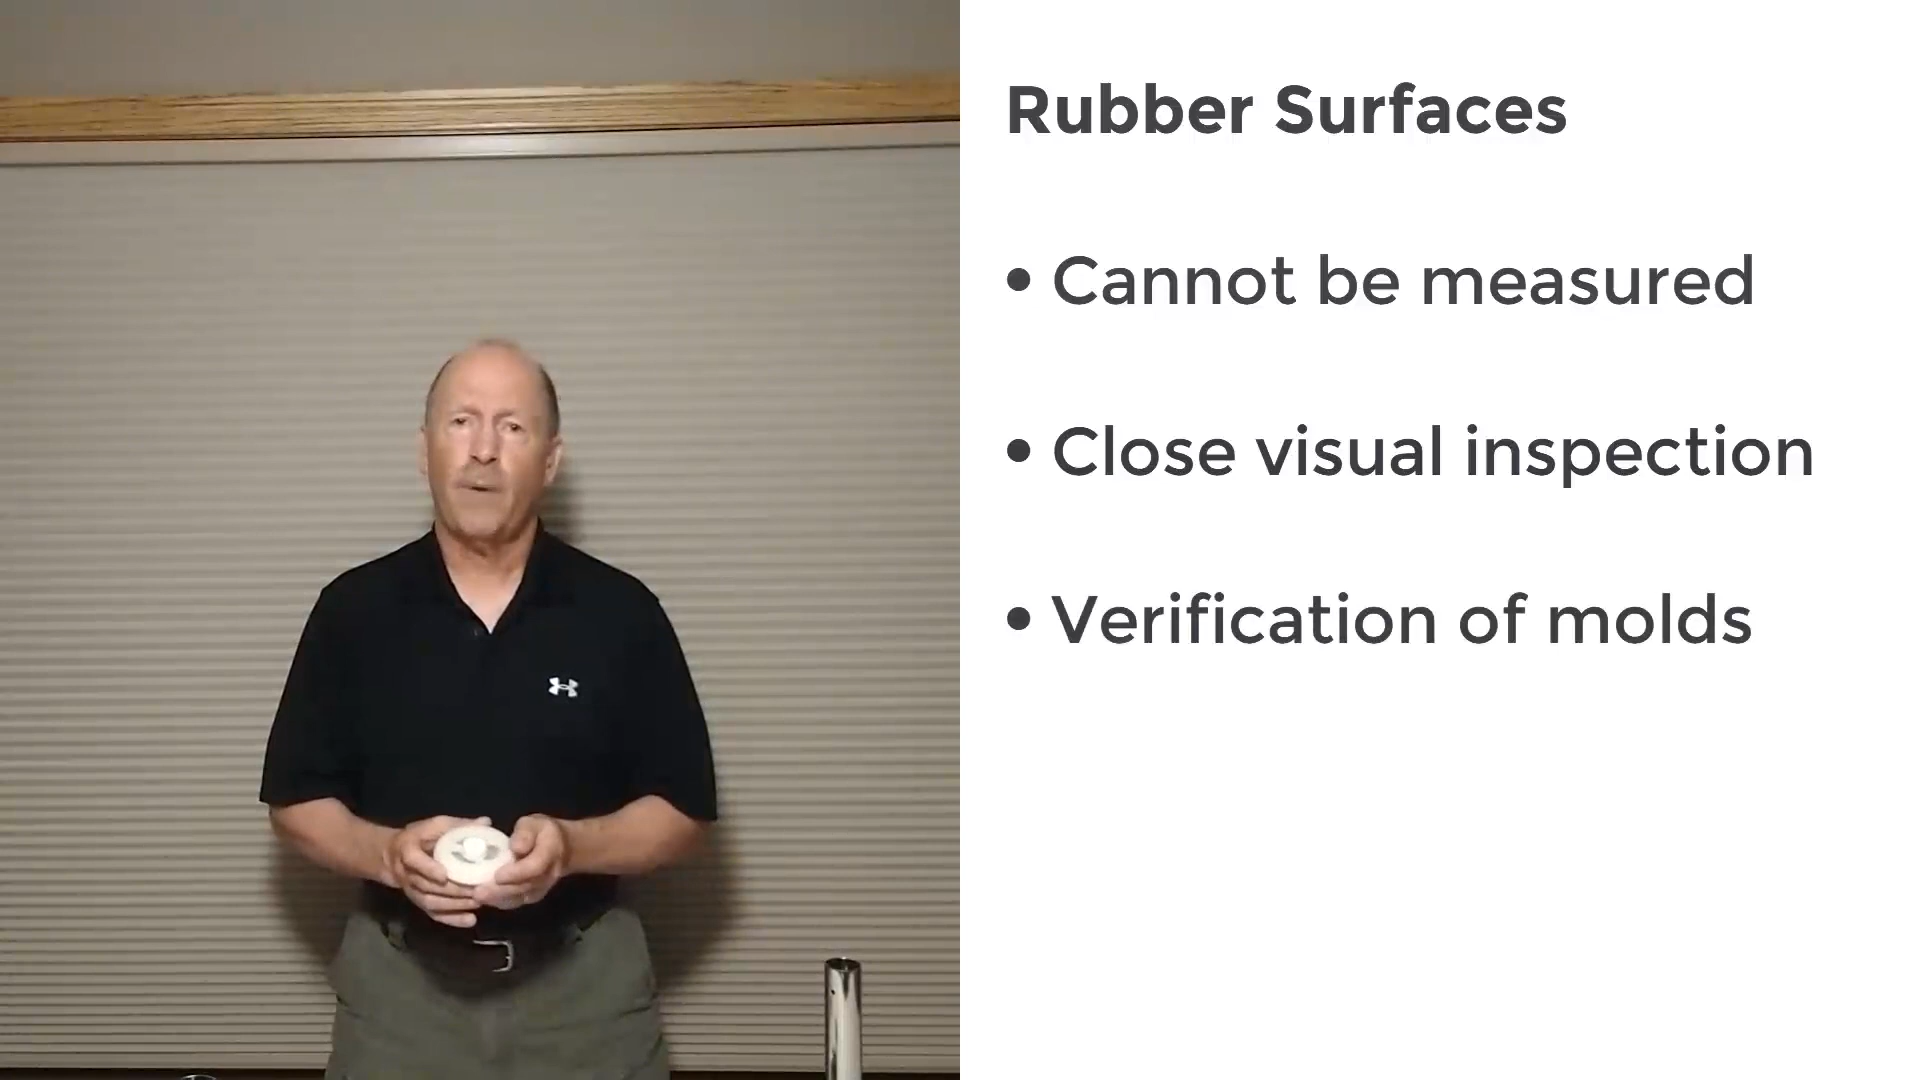 Rubber Surfaces
• Cannot be measured
• Close visual inspection
• Verification of molds